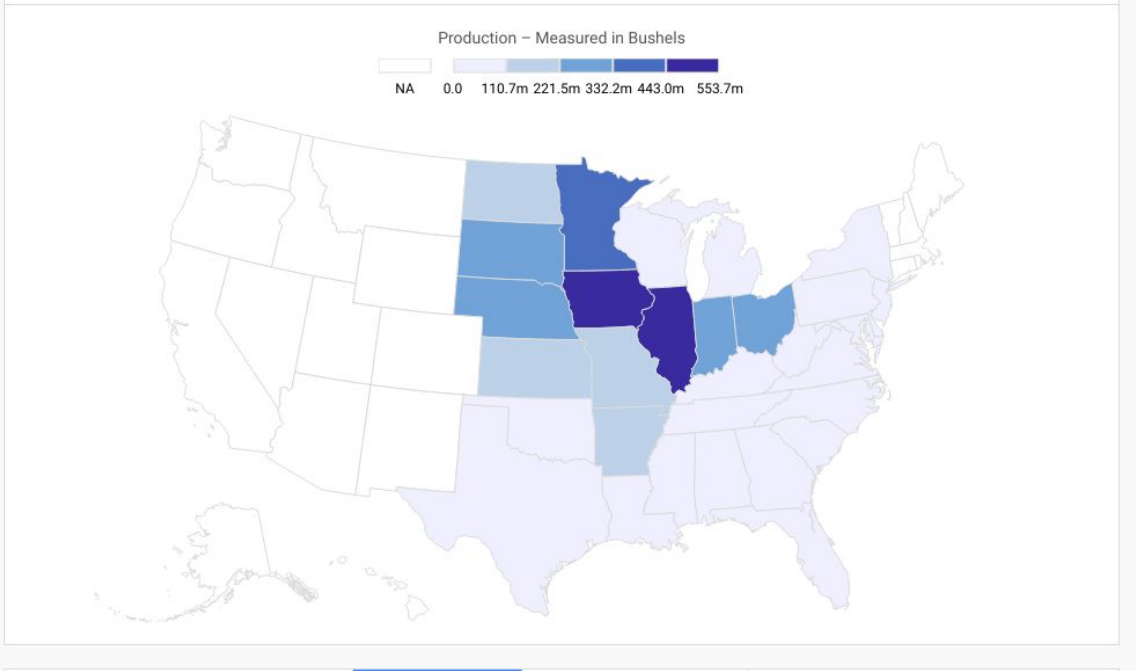 Production – Measured in Bushels
NA 0.0 110.7m 221.5m 332.2m 443.0m 553.7m